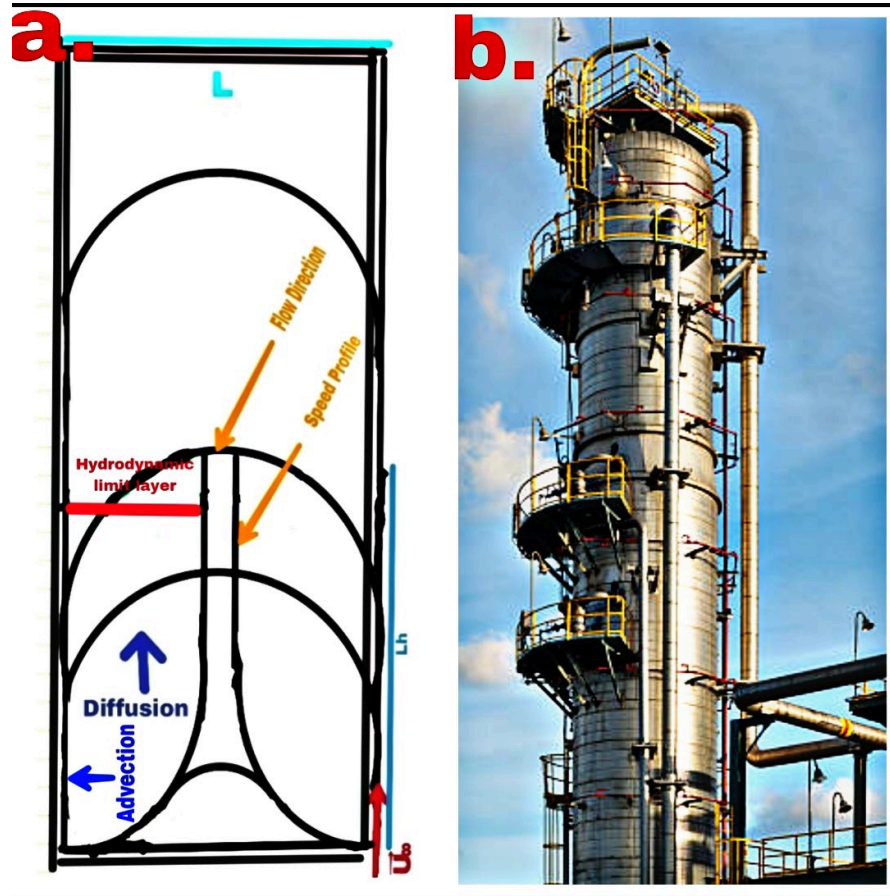 a.
b.
L
Flow Direction
Speed Profile
Hydrodynamic
limit layer
Lh
Diffusion
Advection
U∞